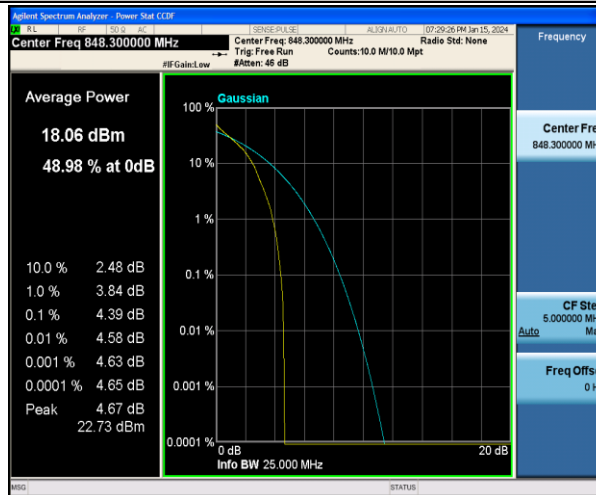 Agilent Spectrum Analyzer - Power Stat CCDF
RL RF 50 Ω AC SENSE:PULSE ALIGN AUTO 07:29:26 PM Jan 15, 2024
Center Freq 848.300000 MHz
Center Freq: 848.300000 MHz Radio Std: None
Trig: Free Run Counts:10.0 M/10.0 Mpt
#IFGain:Low #Atten: 46 dB
Frequency
Average Power
18.06 dBm
48.98 % at 0dB
10.0 % 2.48 dB
1.0 % 3.84 dB
0.1 % 4.39 dB
0.01 % 4.58 dB
0.001 % 4.63 dB
0.0001 % 4.65 dB
Peak 4.67 dB
22.73 dBm
Gaussian
100 %
10 %
1 %
0.1 %
0.01 %
0.001 %
0.0001 %
0 dB 20 dB
Info BW 25.000 MHz
Center Fre
848.300000 MH
CF Ste
5.000000 MH
Auto Ma
Freq Offs
0 H
MSG STATUS